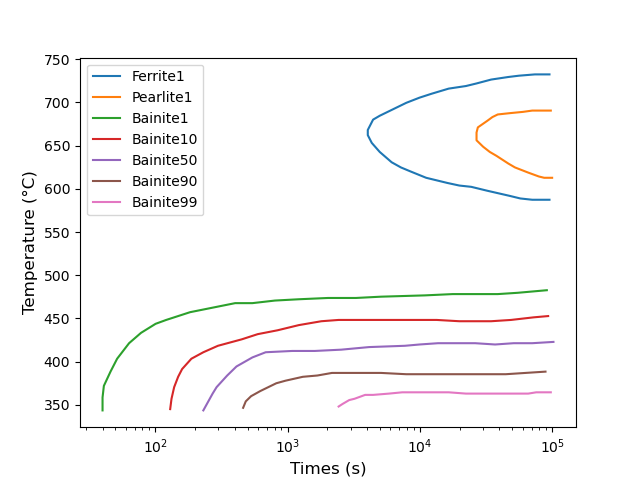 750
700
650
600
550
500
450
400
350
Temperature (°C)
Ferrite1
Pearlite1
Bainite1
Bainite10
Bainite50
Bainite90
Bainite99
10²
10³
10⁴
10⁵
Times (s)